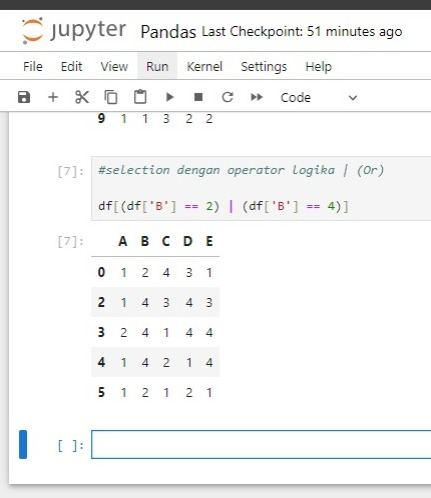 jupyter Pandas Last Checkpoint: 51 minutes ago
File Edit View Run Kernel Settings Help
Code
9 1 1 3 2 2
[7]: #selection dengan operator logika | (Or)
df[(df['B'] == 2) | (df['B'] == 4)]
[7]: A B C D E
0 1 2 4 3 1
2 1 4 3 4 3
3 2 4 1 4 4
4 1 4 2 1 4
5 1 2 1 2 1
[ ]: